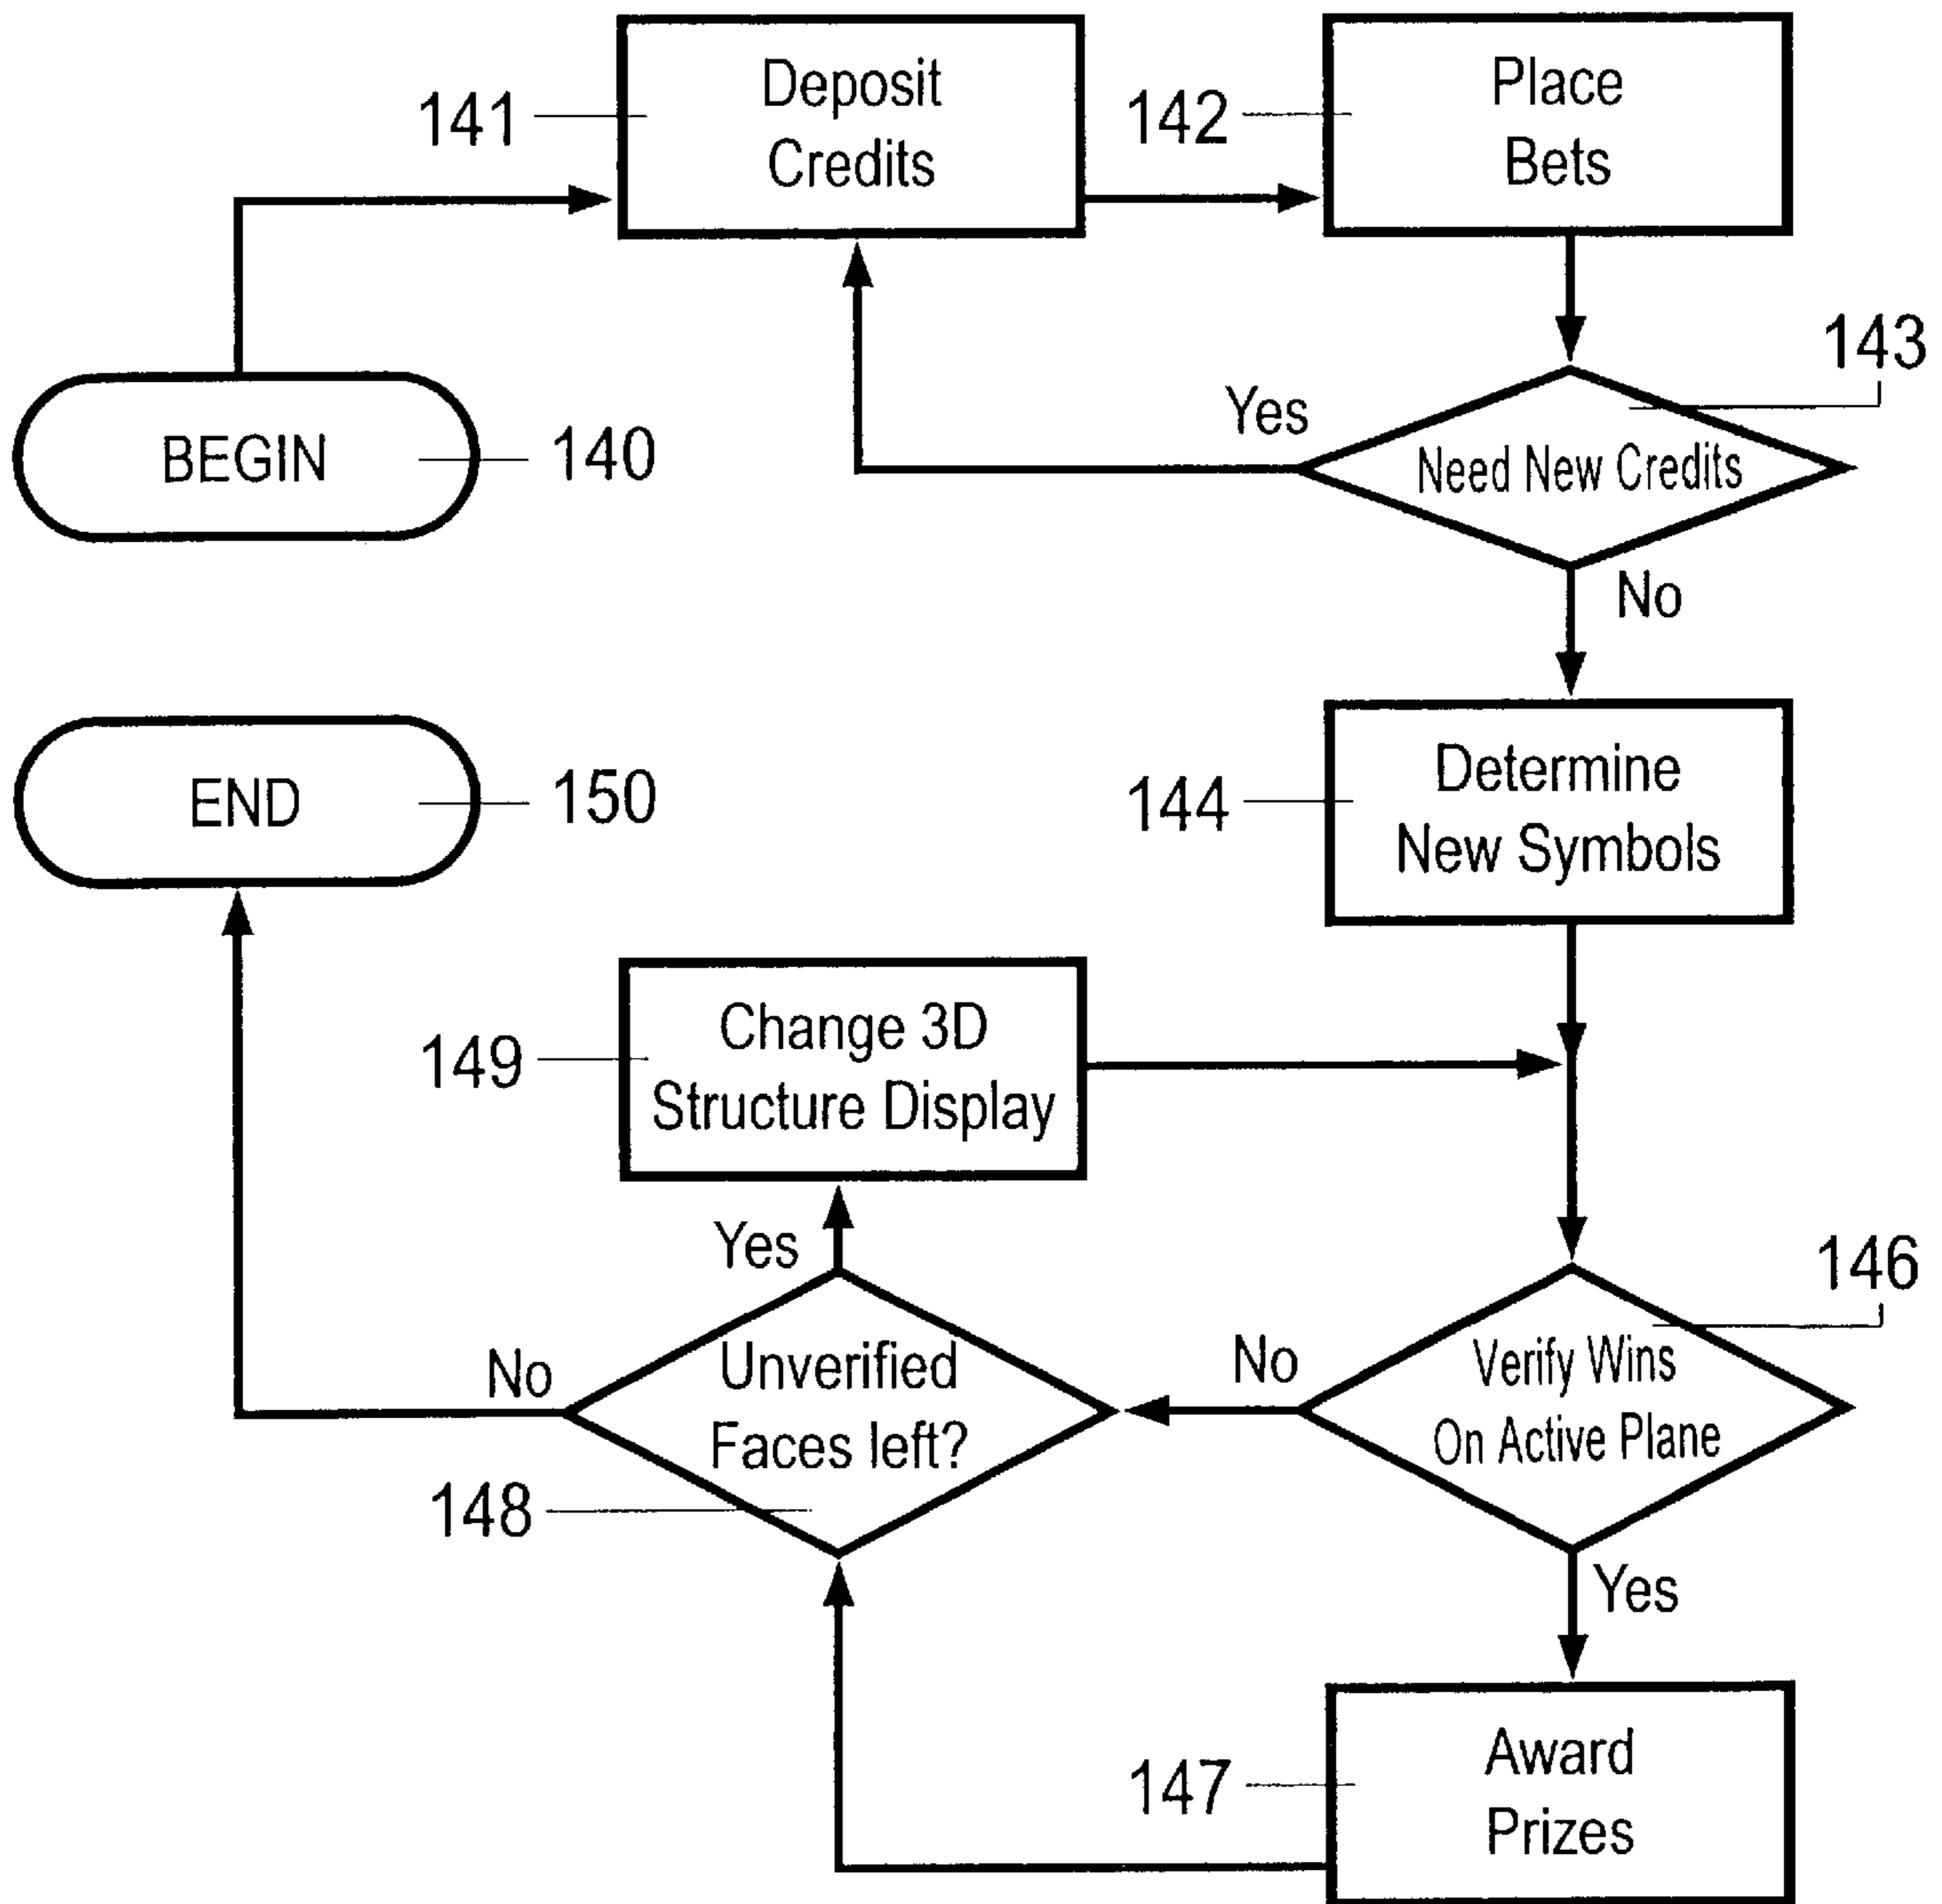 Deposit
Credits
141
Place
Bets
142
143
Yes
Need New Credits
BEGIN
140
No
Determine
New Symbols
144
END
150
Change 3D
Structure Display
149
Yes
146
No
Unverified
Faces left?
148
No
Verify Wins
On Active Plane
Yes
147
Award
Prizes